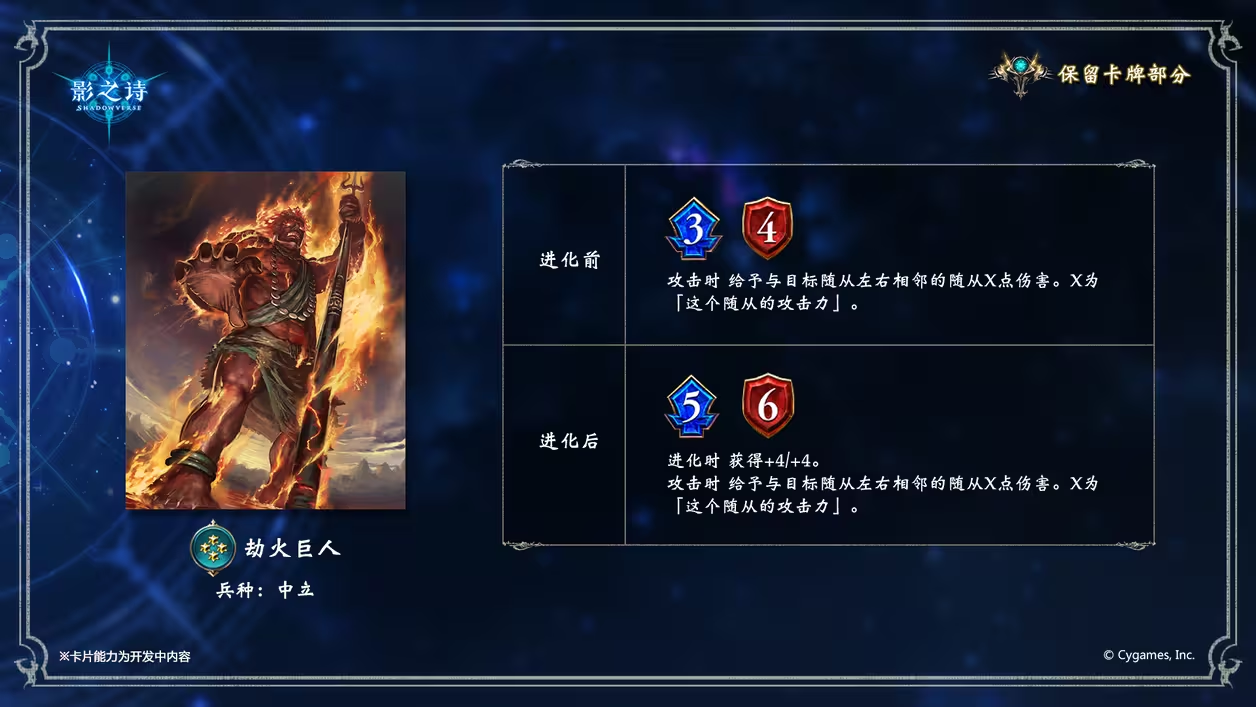 影之诗
SHADOWVERSE
保留卡牌部分
进化前
3 4
攻击时 给予与目标随从左右相邻的随从X点伤害。X为
「这个随从的攻击力」。
进化后
5 6
进化时 获得+4/+4。
攻击时 给予与目标随从左右相邻的随从X点伤害。X为
「这个随从的攻击力」。
劫火巨人
兵种：中立
※卡片能力为开发中内容
© Cygames, Inc.